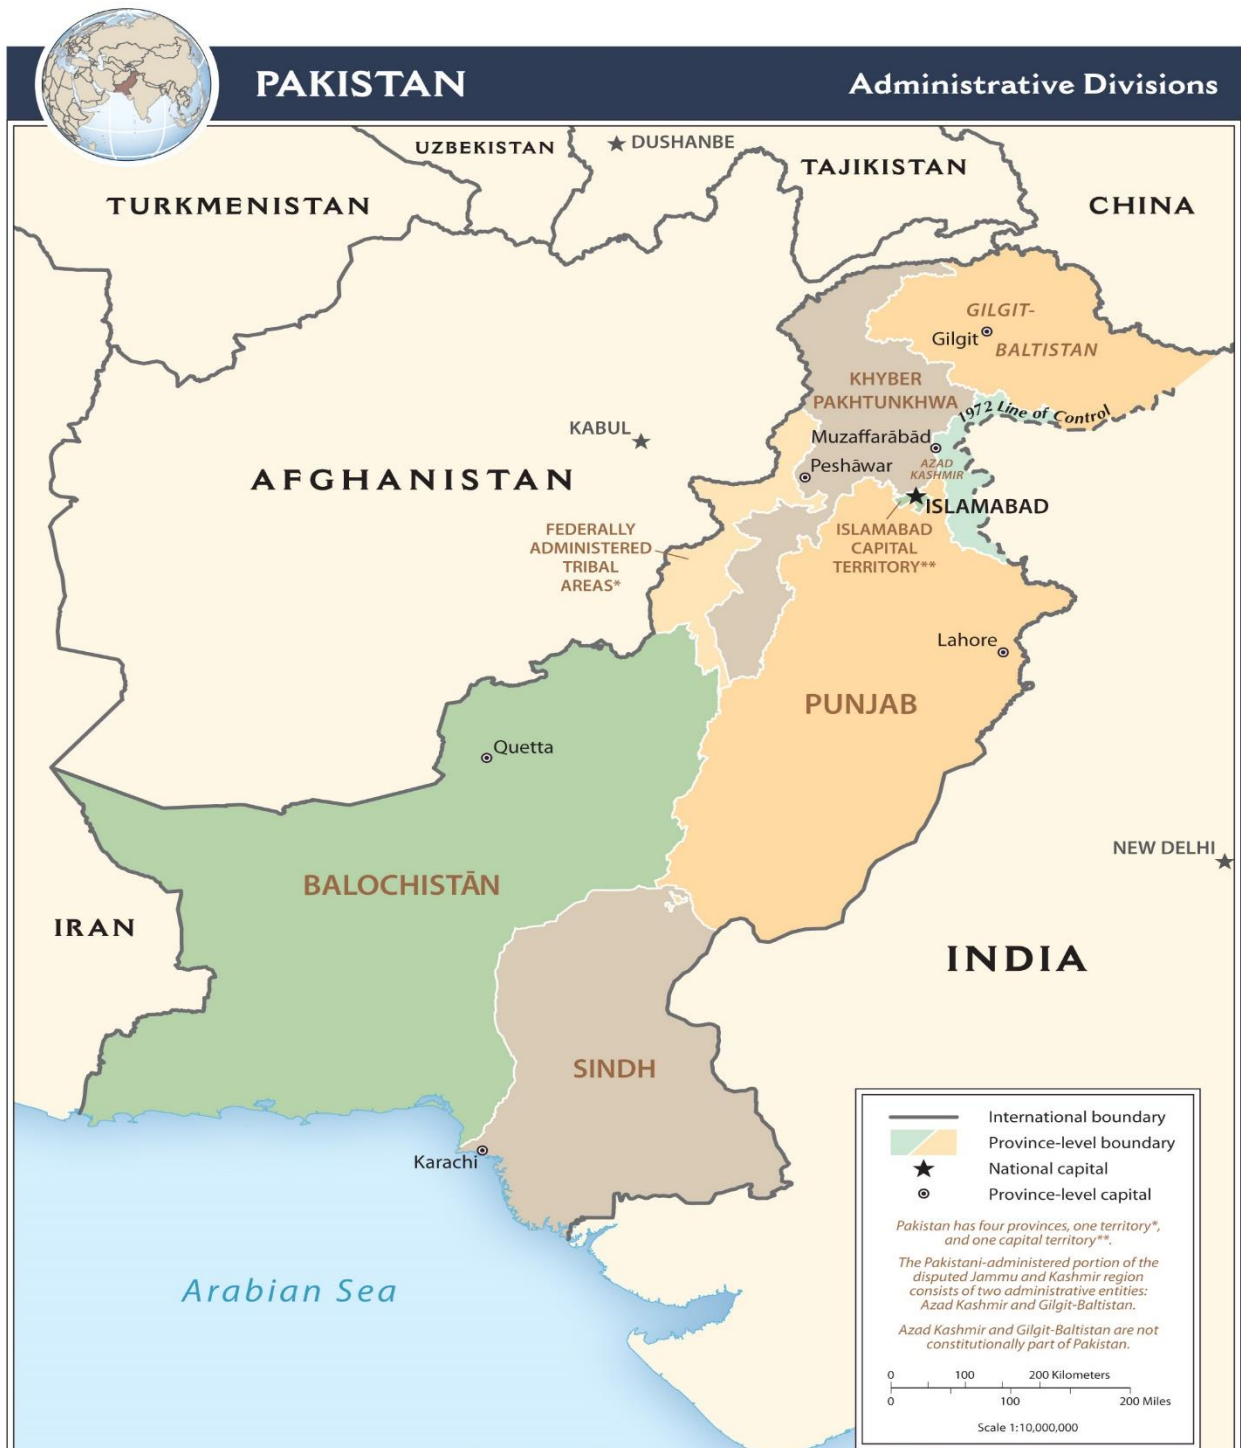 PAKISTAN
Administrative Divisions
UZBEKISTAN
DUSHANBE
TAJIKISTAN
TURKMENISTAN
CHINA
GILGIT-
Gilgit
BALTISTAN
KHYBER
PAKHTUNKHWA
1972 Line of Control
KABUL
Muzaffarābād
Peshāwar
AZAD
KASHMIR
AFGHANISTAN
ISLAMABAD
FEDERALLY
ADMINISTERED
TRIBAL
AREAS*
ISLAMABAD
CAPITAL
TERRITORY**
Lahore
PUNJAB
Quetta
NEW DELHI
BALOCHISTĀN
IRAN
INDIA
SINDH
Karachi
Arabian Sea
International boundary
Province-level boundary
National capital
Province-level capital
Pakistan has four provinces, one territory*,
and one capital territory**.
The Pakistani-administered portion of the
disputed Jammu and Kashmir region
consists of two administrative entities:
Azad Kashmir and Gilgit-Baltistan.
Azad Kashmir and Gilgit-Baltistan are not
constitutionally part of Pakistan.
0 100 200 Kilometers
0 100 200 Miles
Scale 1:10,000,000